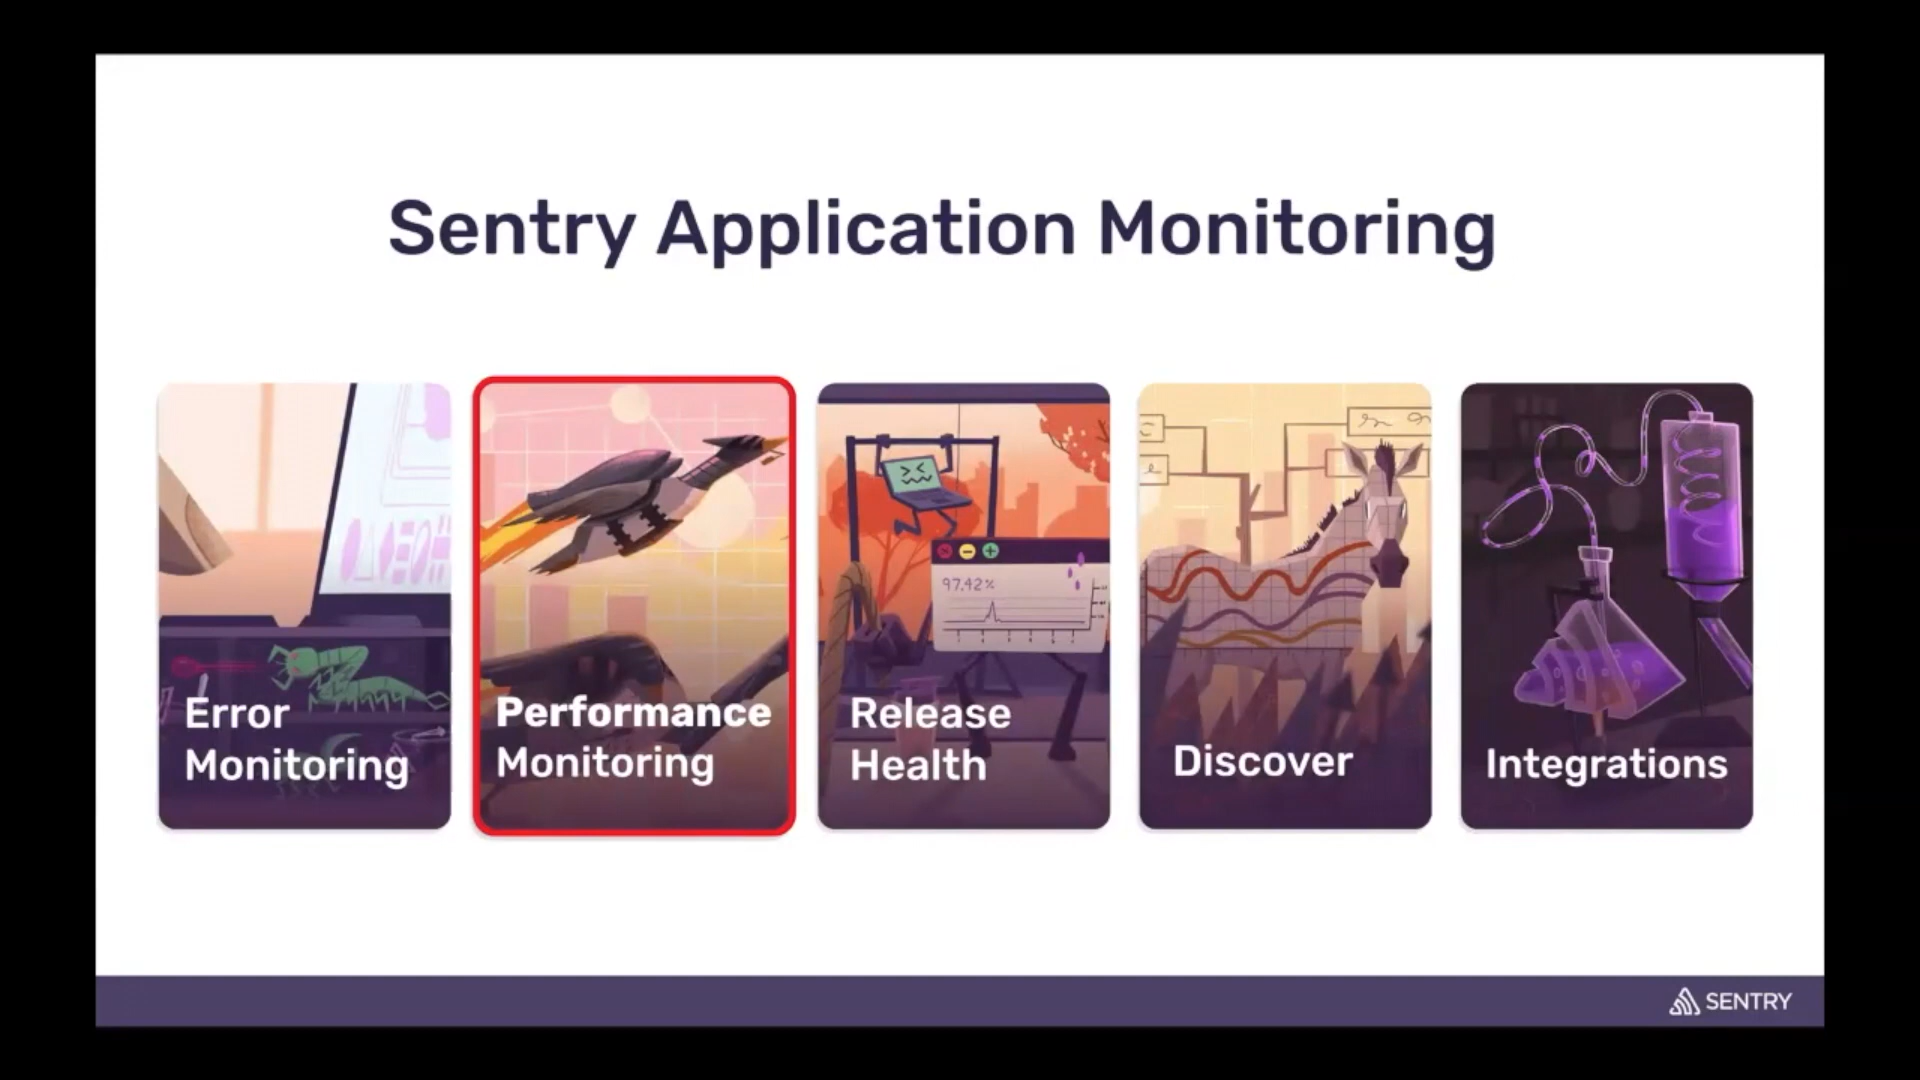 Sentry Application Monitoring
97.42%
Error
Monitoring
Performance
Monitoring
Release
Health
Discover
Integrations
SENTRY